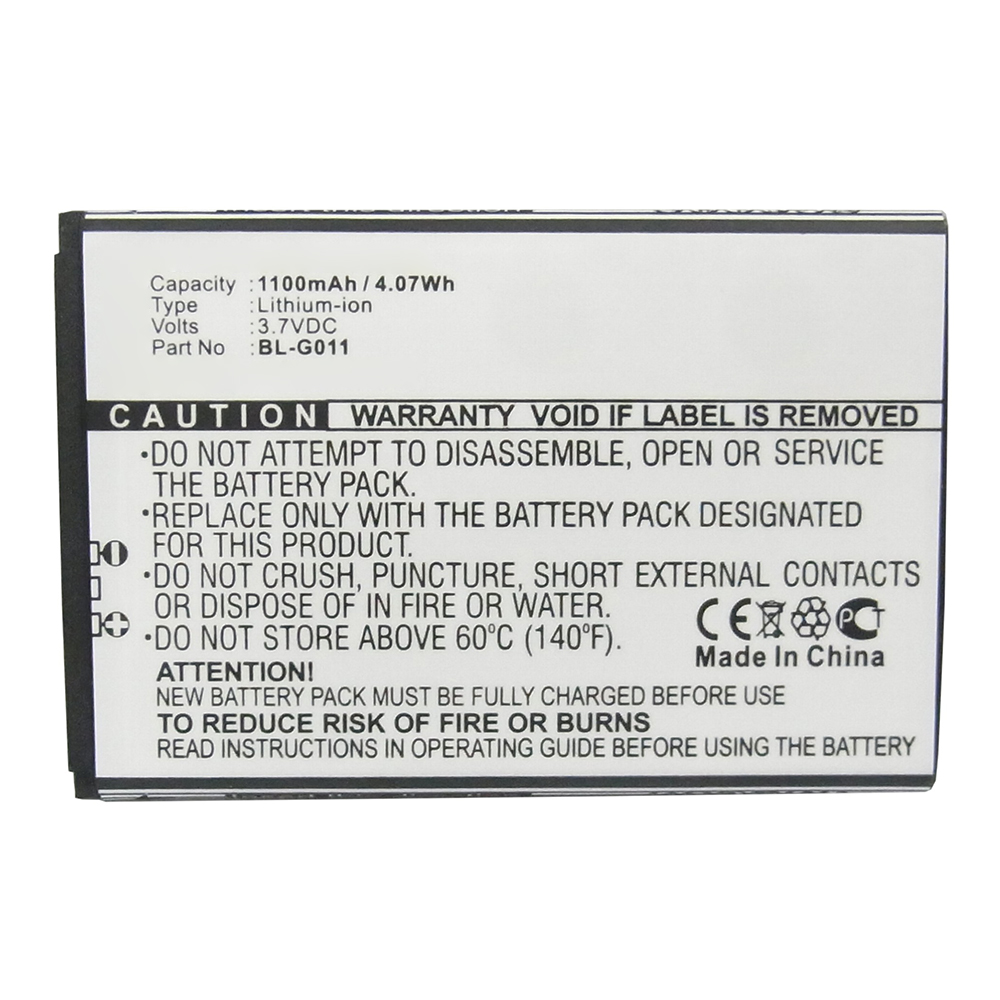 Capacity : 1100mAh / 4.07Wh
Type : Lithium-ion
Volts : 3.7VDC
Part No : BL-G011
CAUTION WARRANTY VOID IF LABEL IS REMOVED
•DO NOT ATTEMPT TO DISASSEMBLE, OPEN OR SERVICE
THE BATTERY PACK.
•REPLACE ONLY WITH THE BATTERY PACK DESIGNATED
FOR THIS PRODUCT.
•DO NOT CRUSH, PUNCTURE, SHORT EXTERNAL CONTACTS
OR DISPOSE OF IN FIRE OR WATER.
•DO NOT STORE ABOVE 60°C (140°F).
CE PCT
Made In China
ATTENTION!
NEW BATTERY PACK MUST BE FULLY CHARGED BEFORE USE
TO REDUCE RISK OF FIRE OR BURNS
READ INSTRUCTIONS IN OPERATING GUIDE BEFORE USING THE BATTERY